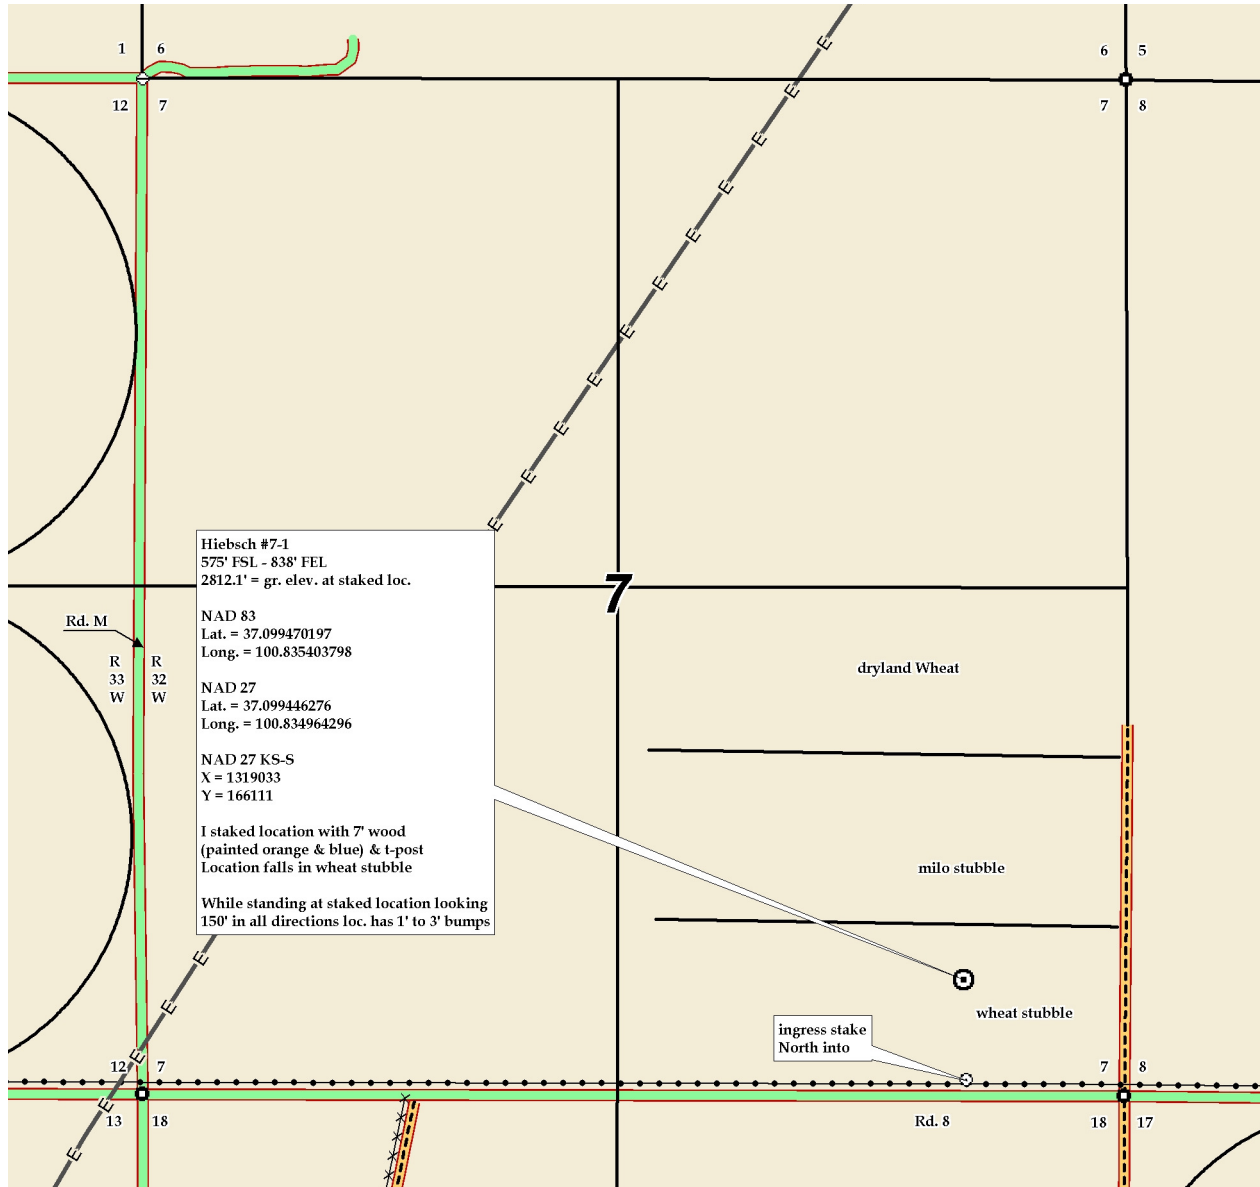 1 6
6 5
12 7
7 8
E
E
E
E
E
E
E
E
E
E
E
Hiebsch #7-1
575' FSL - 838' FEL
2812.1' = gr. elev. at staked loc.
NAD 83
Lat. = 37.099470197
Long. = 100.835403798
NAD 27
Lat. = 37.099446276
Long. = 100.834964296
NAD 27 KS-S
X = 1319033
Y = 166111
I staked location with 7' wood
(painted orange & blue) & t-post
Location falls in wheat stubble
While standing at staked location looking
150' in all directions loc. has 1' to 3' bumps
7
Rd. M
R R
33 32
W W
dryland Wheat
milo stubble
wheat stubble
ingress stake
North into
E
E
E
E
E
12 7
7 8
13 18
Rd. 8
18 17